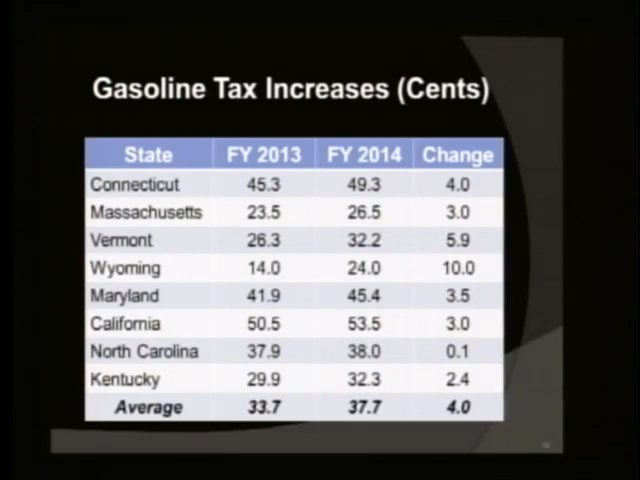 Gasoline Tax Increases (Cents)
State FY 2013 FY 2014 Change
Connecticut 45.3 49.3 4.0
Massachusetts 23.5 26.5 3.0
Vermont 26.3 32.2 5.9
Wyoming 14.0 24.0 10.0
Maryland 41.9 45.4 3.5
California 50.5 53.5 3.0
North Carolina 37.9 38.0 0.1
Kentucky 29.9 32.3 2.4
Average 33.7 37.7 4.0